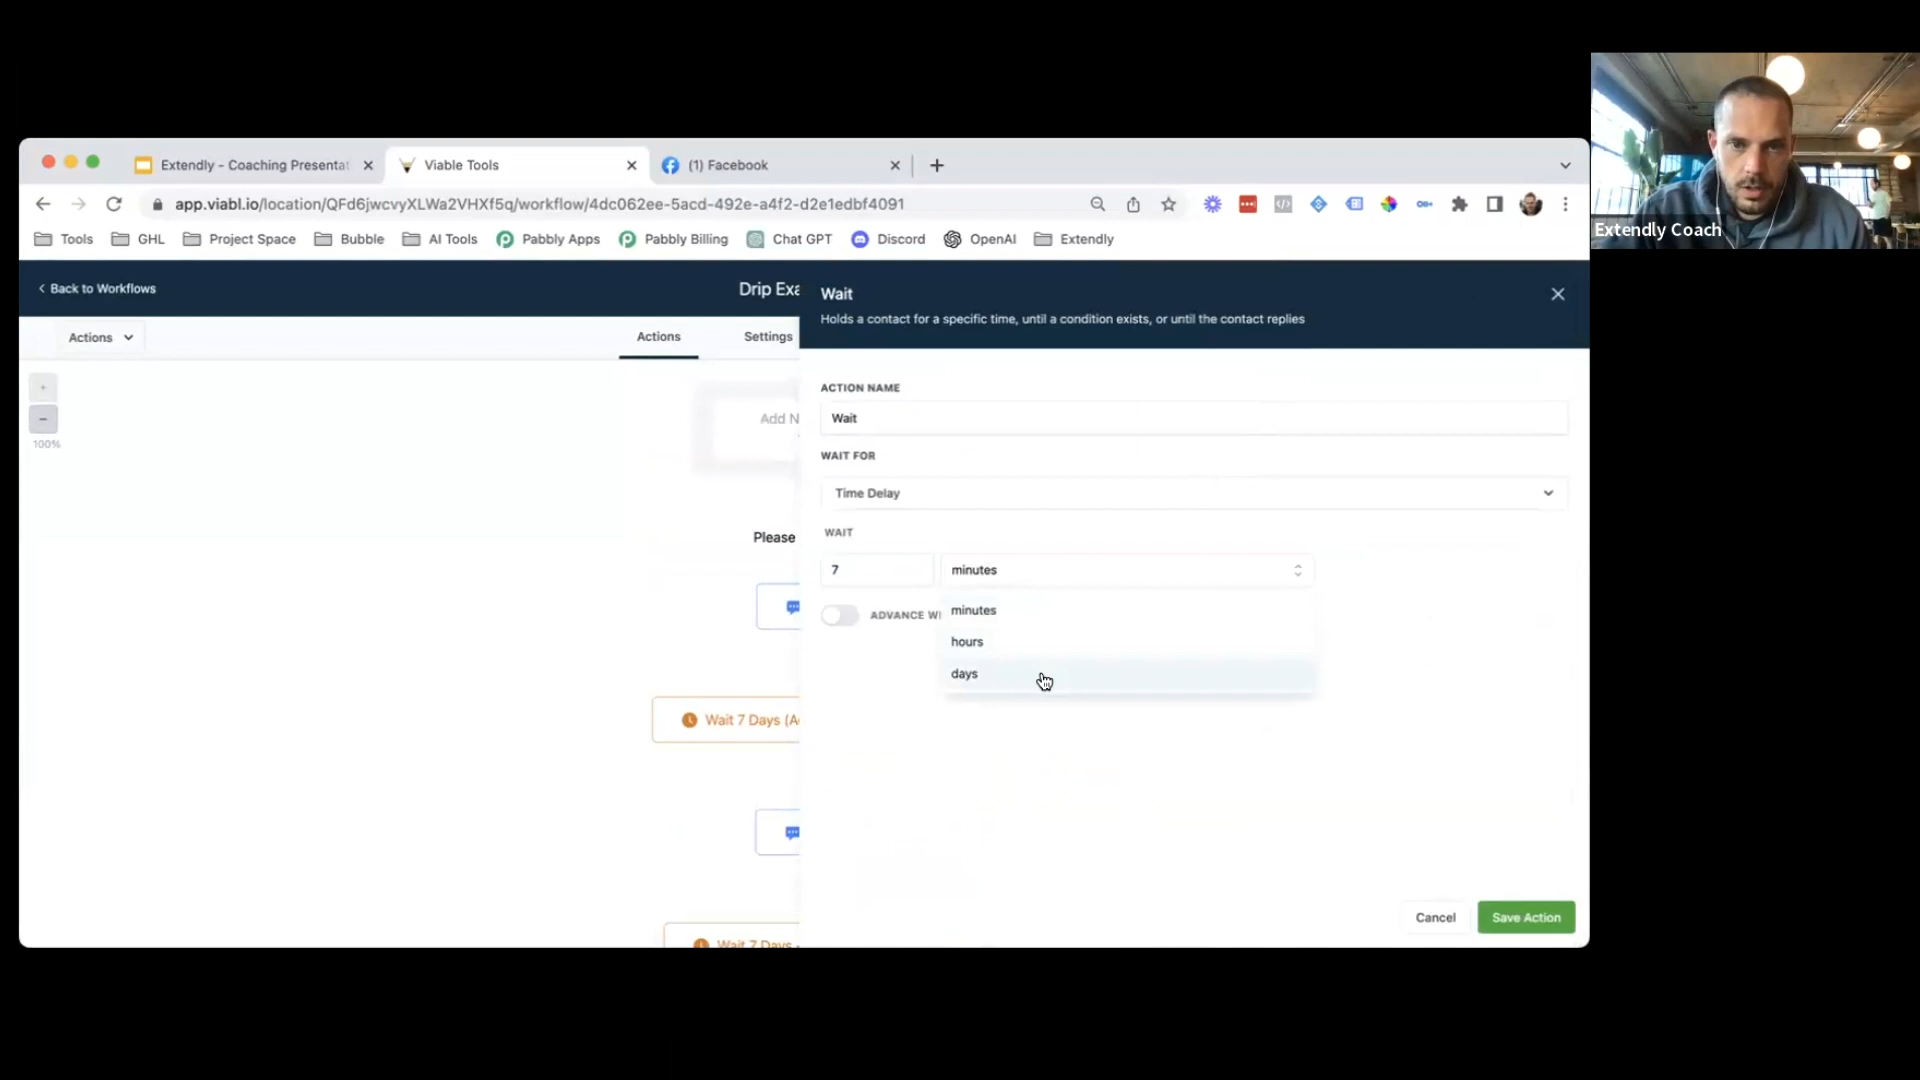 Extendly - Coaching Presentat
Viable Tools
(1) Facebook
app.viabl.io/location/QFd6jwcvyXLWa2VHXf5q/workflow/4dc062ee-5acd-492e-a4f2-d2e1edbf4091
Tools
GHL
Project Space
Bubble
AI Tools
Pabbly Apps
Pabbly Billing
Chat GPT
Discord
OpenAI
Extendly
Extendly Coach
Back to Workflows
Drip Exa
Actions
Actions
Settings
100%
Add N
Please
Wait 7 Days (A
Wait 7 Days
Wait
Holds a contact for a specific time, until a condition exists, or until the contact replies
ACTION NAME
Wait
WAIT FOR
Time Delay
WAIT
7
minutes
ADVANCE WI
minutes
hours
days
Cancel
Save Action